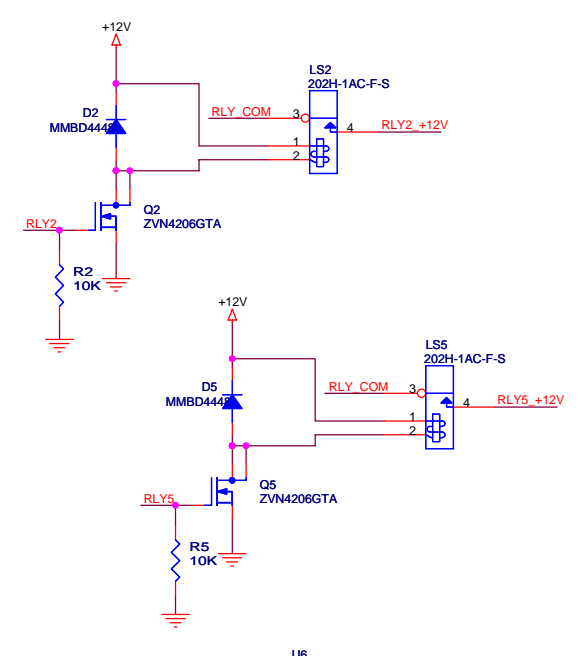 +12V
LS2
202H-1AC-F-S
D2
MMBD4448
RLY_COM
3
4
RLY2_+12V
1
2
Q2
ZVN4206GTA
RLY2
R2
10K
+12V
LS5
202H-1AC-F-S
D5
MMBD4448
RLY_COM
3
4
RLY5_+12V
1
2
Q5
ZVN4206GTA
RLY5
R5
10K
U6